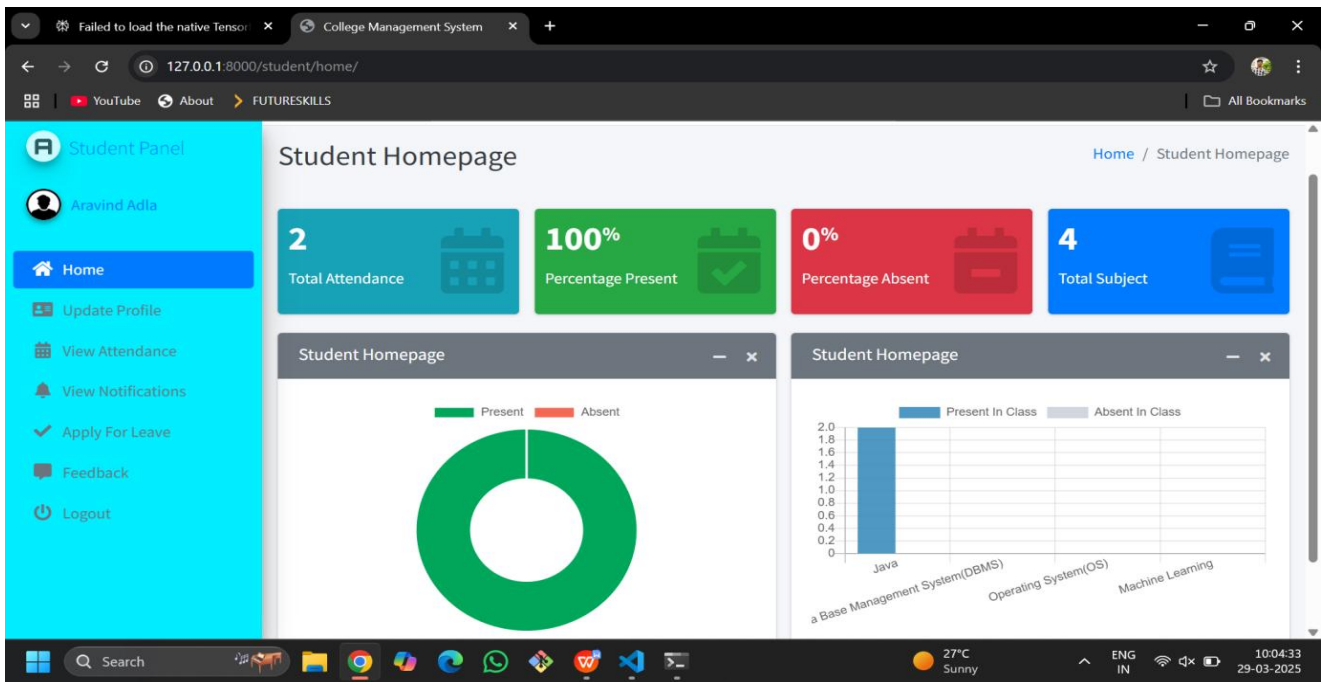 Failed to load the native Tensor
College Management System
127.0.0.1:8000/student/home/
YouTube
About
FUTURESKILLS
All Bookmarks
Student Panel
Aravind Adla
Home
Update Profile
View Attendance
View Notifications
Apply For Leave
Feedback
Logout
Student Homepage
Home / Student Homepage
2
Total Attendance
100%
Percentage Present
0%
Percentage Absent
4
Total Subject
Student Homepage
Present Absent
Student Homepage
Present In Class Absent In Class
2.0
1.8
1.6
1.4
1.2
1.0
0.8
0.6
0.4
0.2
0
Java
a Base Management System(DBMS)
Operating System(OS)
Machine Learning
Search
27°C
Sunny
ENG
IN
10:04:33
29-03-2025